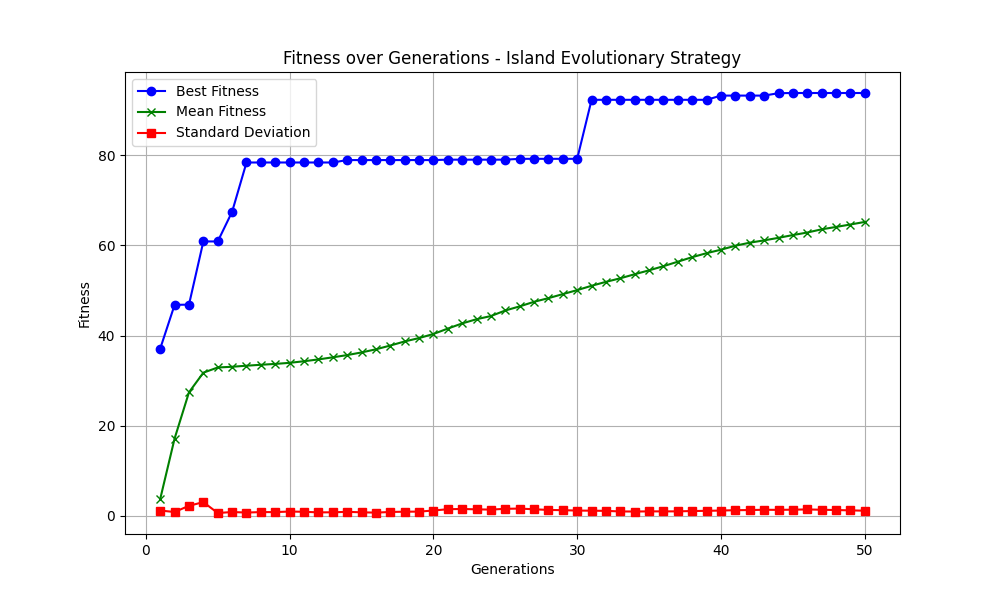 Fitness over Generations - Island Evolutionary Strategy
Best Fitness
Mean Fitness
Standard Deviation
Fitness
80
60
40
20
0
0 10 20 30 40 50
Generations